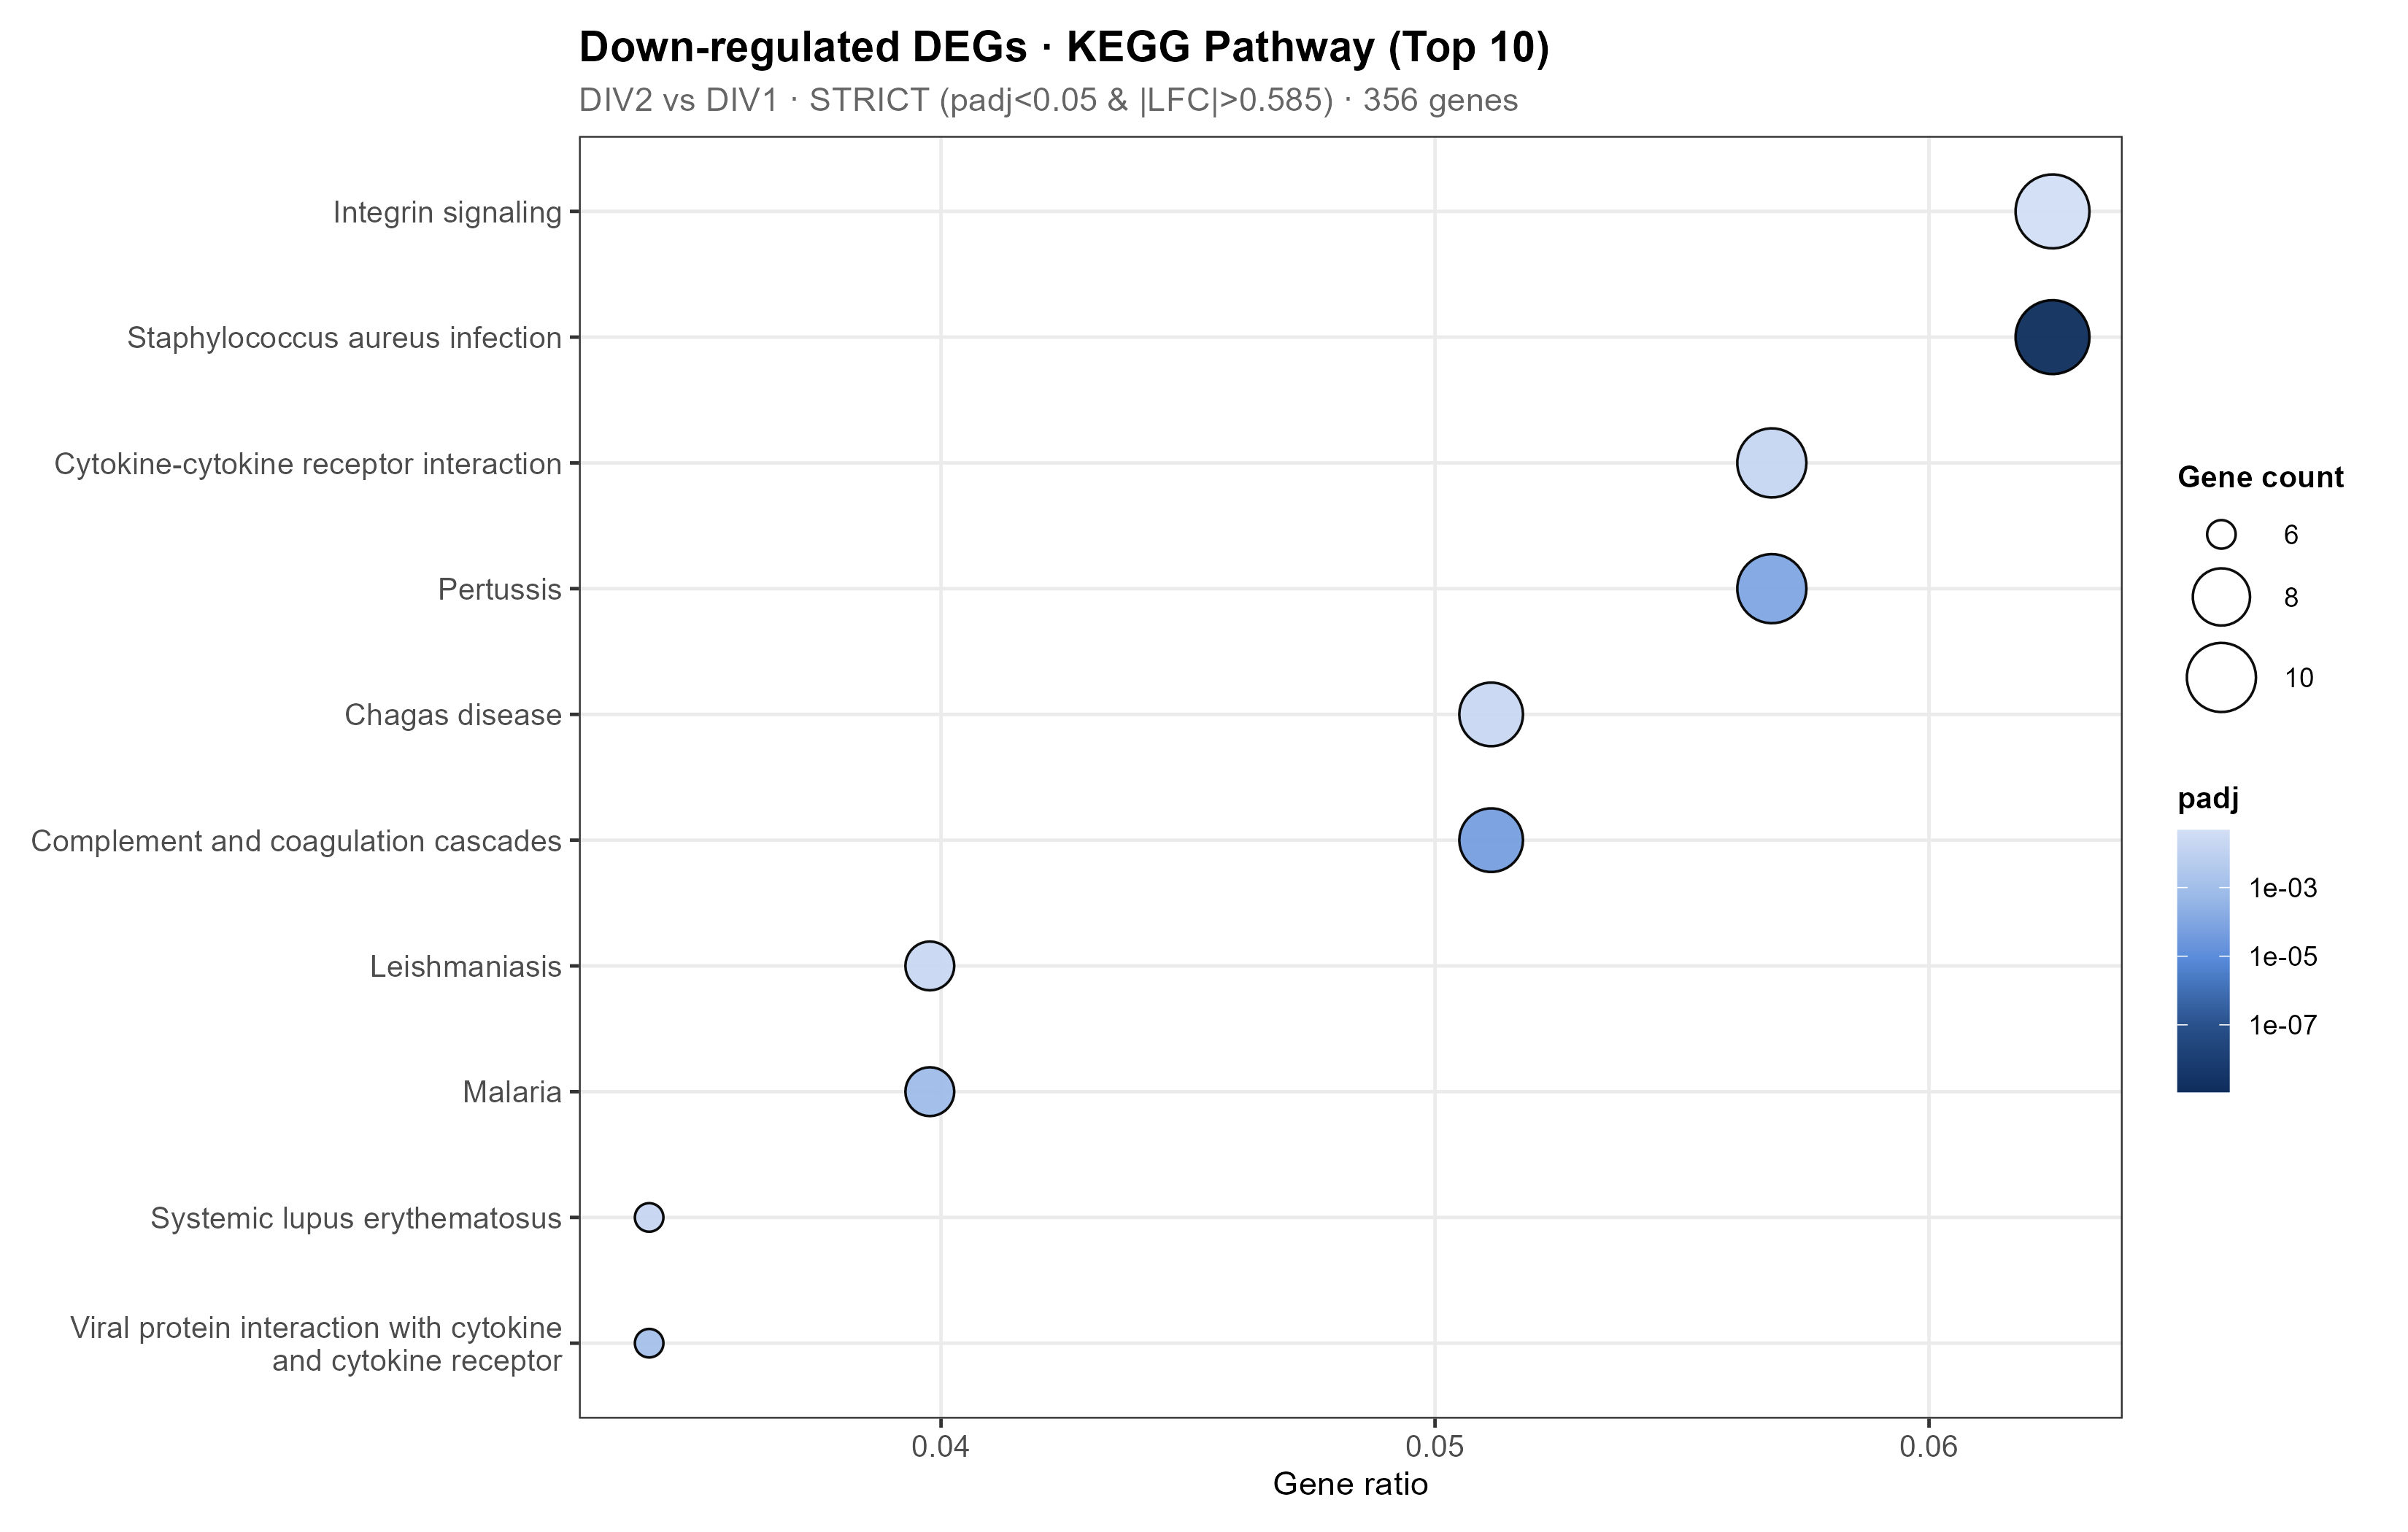 Down-regulated DEGs · KEGG Pathway (Top 10)
DIV2 vs DIV1 · STRICT (padj<0.05 & |LFC|>0.585) · 356 genes
Integrin signaling
Staphylococcus aureus infection
Cytokine-cytokine receptor interaction
Pertussis
Chagas disease
Complement and coagulation cascades
Leishmaniasis
Malaria
Systemic lupus erythematosus
Viral protein interaction with cytokine
and cytokine receptor
0.04
0.05
0.06
Gene ratio
Gene count
6
8
10
padj
1e-03
1e-05
1e-07